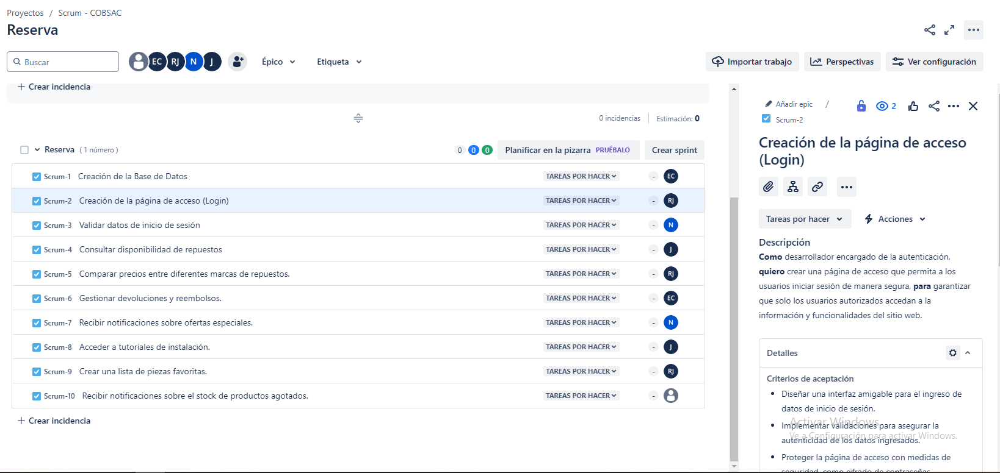 Proyectos / Scrum - COBSAC
Reserva
Buscar
EC RJ N J
Épico
Etiqueta
Importar trabajo
Perspectivas
Ver configuración
+ Crear incidencia
0 incidencias
Estimación: 0
Reserva ( 1 número )
0 0 0
Planificar en la pizarra PRUÉBALO
Crear sprint
Scrum-1 Creación de la Base de Datos TAREAS POR HACER - EC
Scrum-2 Creación de la página de acceso (Login) TAREAS POR HACER - RJ
Scrum-3 Validar datos de inicio de sesión TAREAS POR HACER - N
Scrum-4 Consultar disponibilidad de repuestos TAREAS POR HACER - J
Scrum-5 Comparar precios entre diferentes marcas de repuestos. TAREAS POR HACER - RJ
Scrum-6 Gestionar devoluciones y reembolsos. TAREAS POR HACER - EC
Scrum-7 Recibir notificaciones sobre ofertas especiales. TAREAS POR HACER - N
Scrum-8 Acceder a tutoriales de instalación. TAREAS POR HACER - J
Scrum-9 Crear una lista de piezas favoritas. TAREAS POR HACER - RJ
Scrum-10 Recibir notificaciones sobre el stock de productos agotados. TAREAS POR HACER -
+ Crear incidencia
Añadir epic /
2
Scrum-2
Creación de la página de acceso
(Login)
Tareas por hacer
Acciones
Descripción
Como desarrollador encargado de la autenticación,
quiero crear una página de acceso que permita a los
usuarios iniciar sesión de manera segura, para garantizar
que solo los usuarios autorizados accedan a la
información y funcionalidades del sitio web.
Detalles
Criterios de aceptación
• Diseñar una interfaz amigable para el ingreso de
datos de inicio de sesión.
• Implementar validaciones para asegurar la
autenticidad de los datos ingresados.
• Proteger la página de acceso con medidas de
seguridad, como cifrado de contraseñas
Activar Windows
Ve a Configuración para activar Windows.